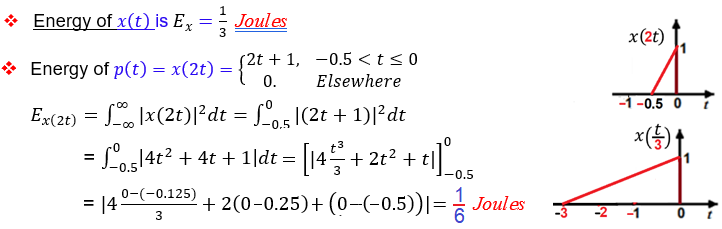 ❖ Energy of x(t) is Eₓ = 1/3 Joules
❖ Energy of p(t) = x(2t) = {2t + 1, −0.5 < t ≤ 0
0. Elsewhere
Eₓ₍₂ₜ₎ = ∫_{−∞}^{∞} |x(2t)|² dt = ∫_{−0.5}^{0} |(2t + 1)|² dt
= ∫_{−0.5}^{0} |4t² + 4t + 1| dt = [|4 t³/3 + 2t² + t|]_{−0.5}^{0}
= |4 (0−(−0.125))/3 + 2(0−0.25) + (0−(−0.5))| = 1/6 Joules
x(2t)
1
-1 -0.5 0 t
x(t/3)
1
-3 -2 -1 0 t